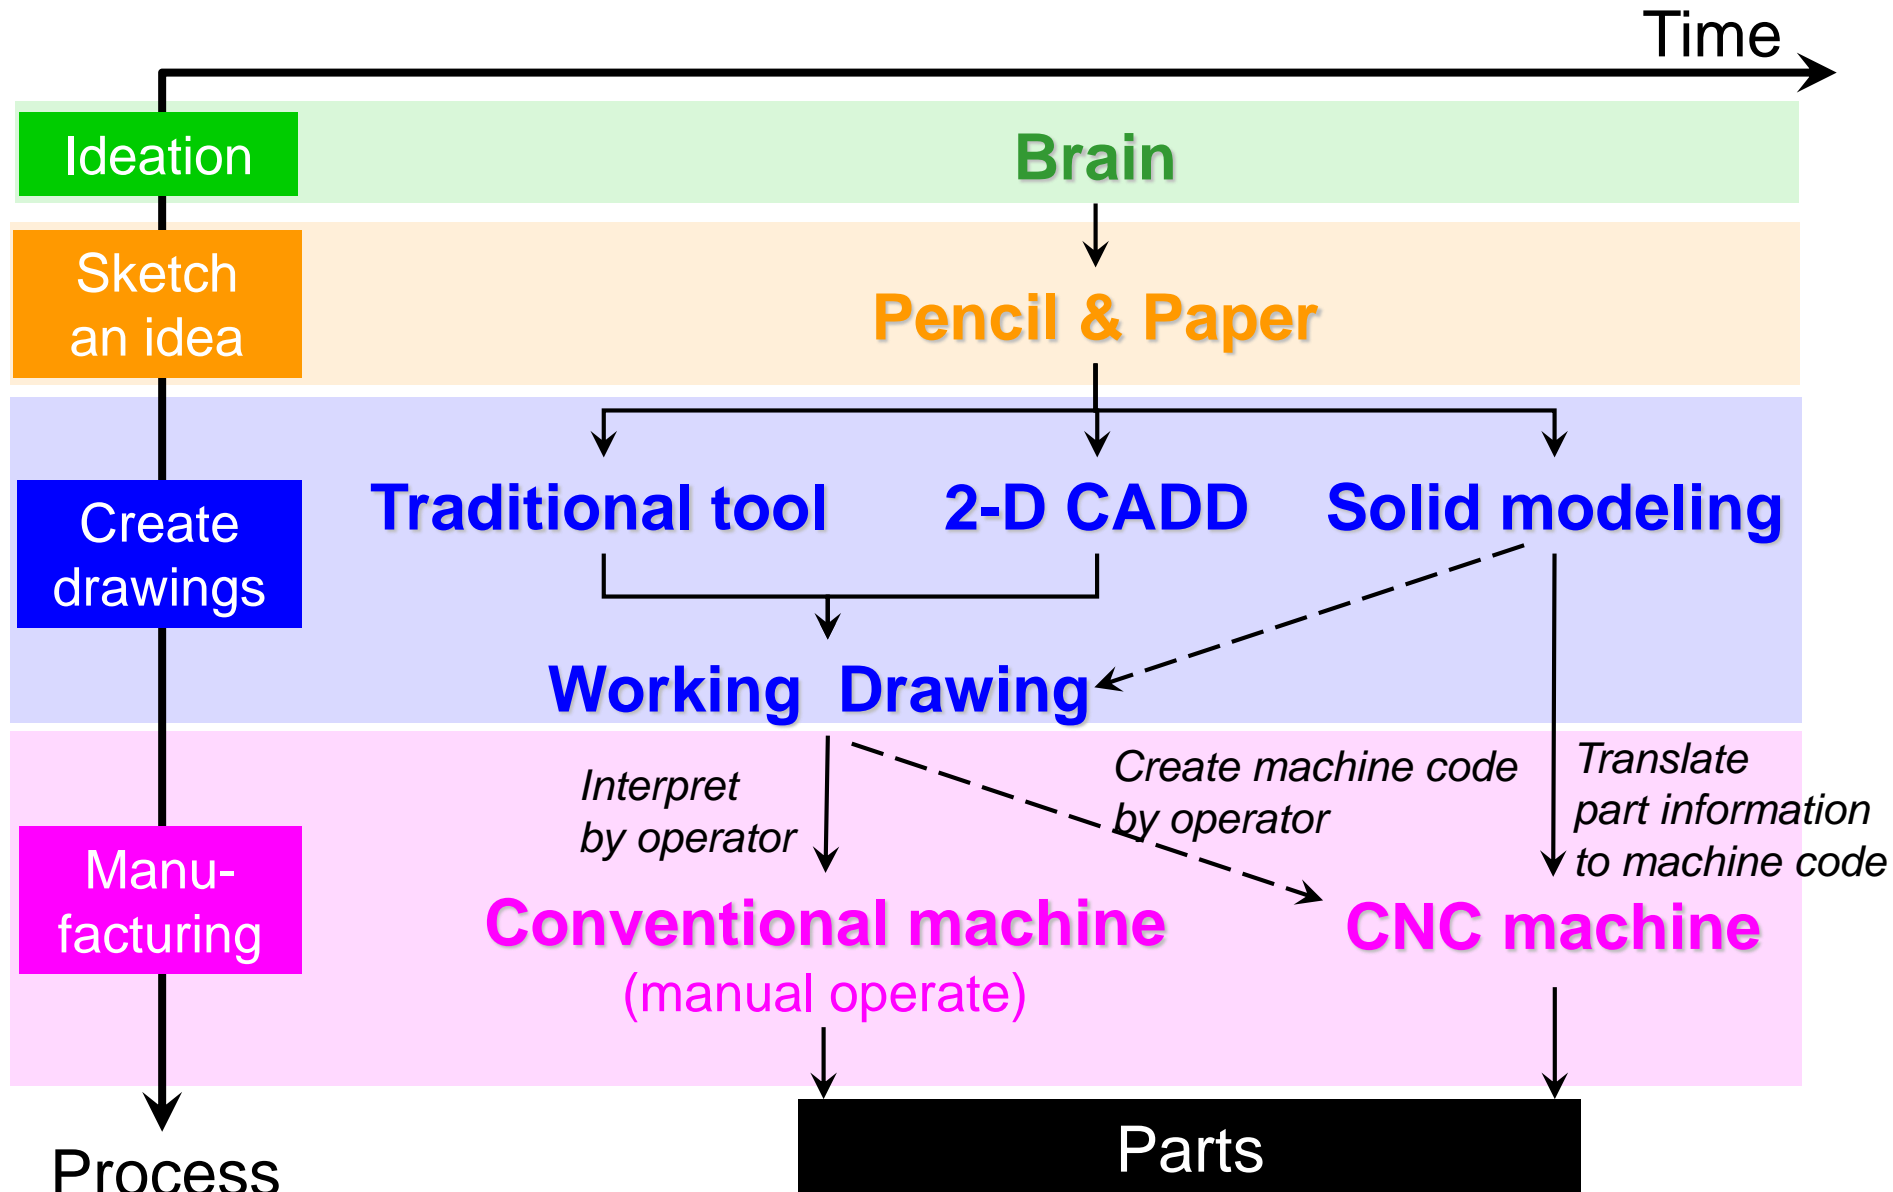 Time
Ideation
Brain
Sketch
an idea
Pencil & Paper
Create
drawings
Traditional tool
2-D CADD
Solid modeling
Working Drawing
Interpret
by operator
Create machine code
by operator
Translate
part information
to machine code
Manu-
facturing
Conventional machine
(manual operate)
CNC machine
Parts
Process